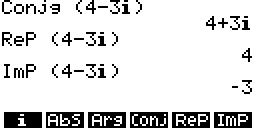 Conjg (4-3i)
4+3i
ReP (4-3i)
4
ImP (4-3i)
-3
i AbS Arg Conj ReP ImP